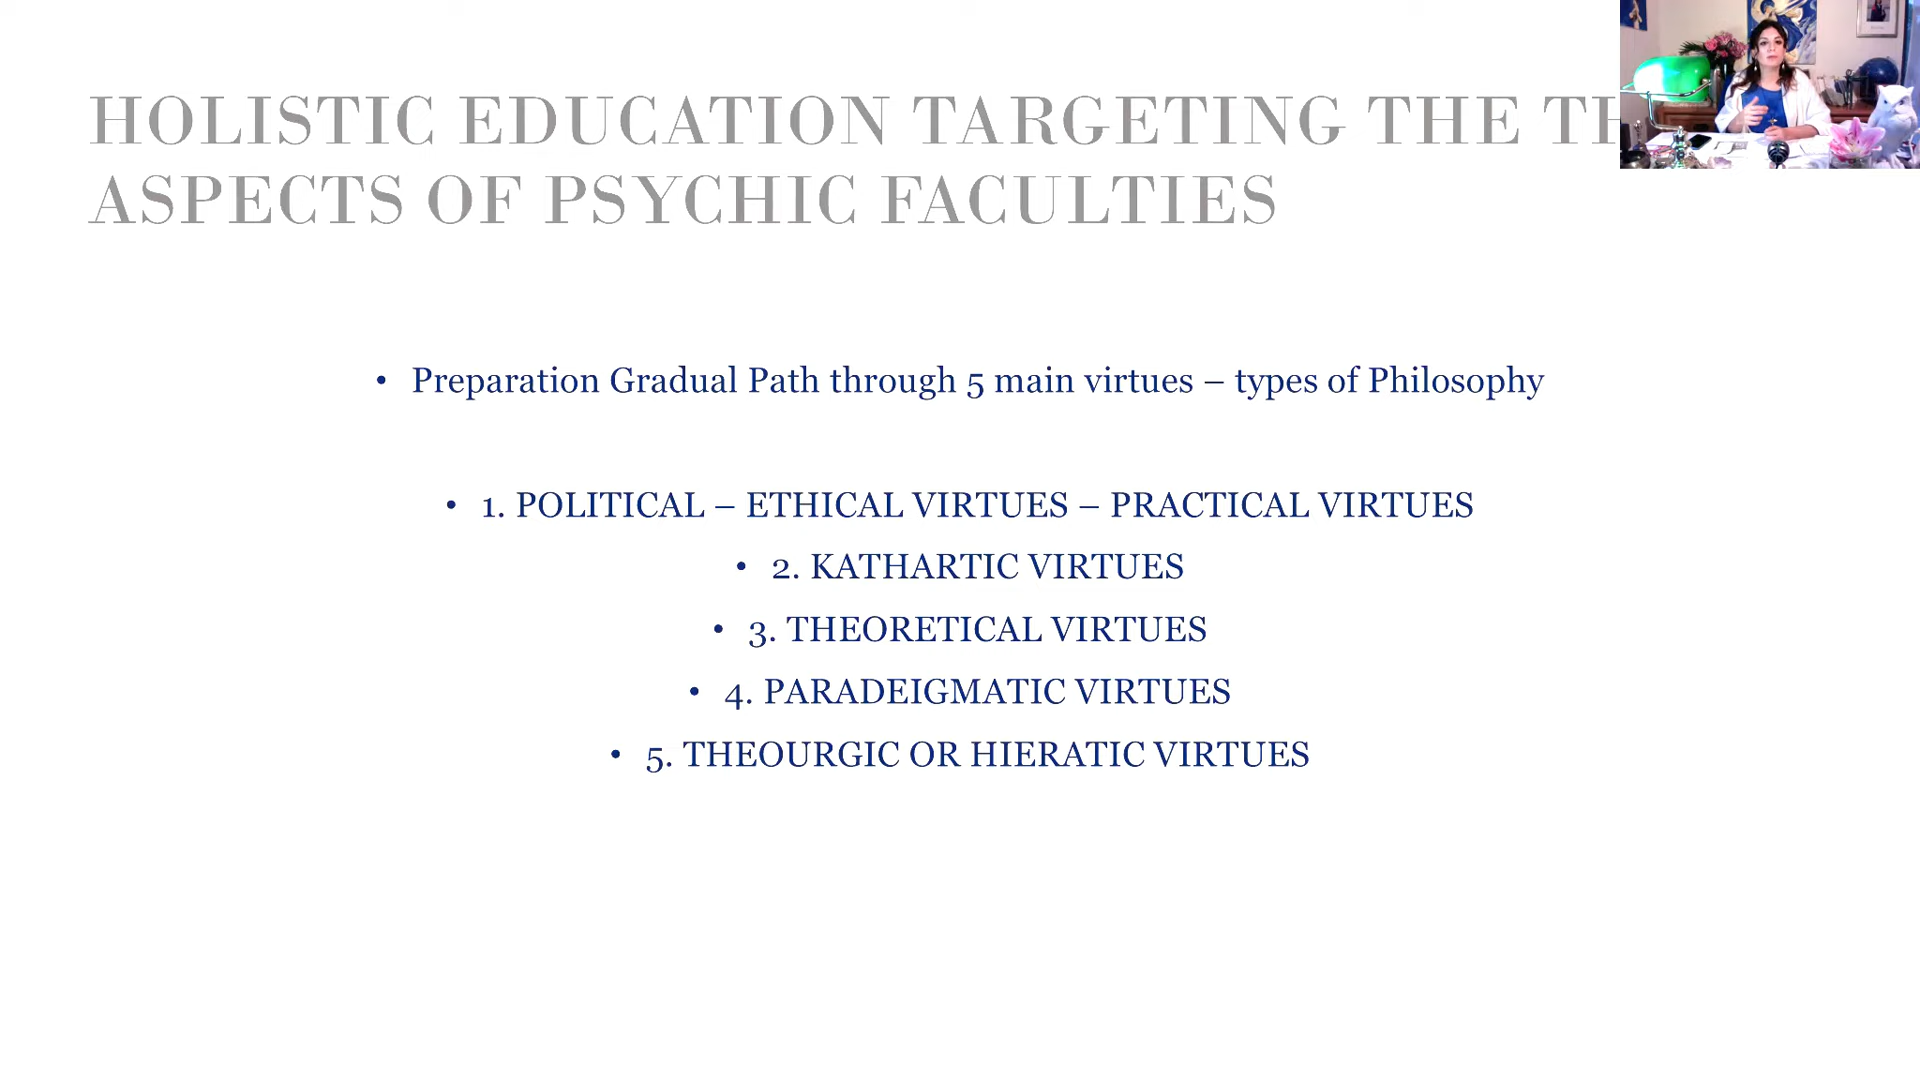 HOLISTIC EDUCATION TARGETING THE
ASPECTS OF PSYCHIC FACULTIES
• Preparation Gradual Path through 5 main virtues – types of Philosophy
• 1. POLITICAL – ETHICAL VIRTUES – PRACTICAL VIRTUES
• 2. KATHARTIC VIRTUES
• 3. THEORETICAL VIRTUES
• 4. PARADEIGMATIC VIRTUES
• 5. THEOURGIC OR HIERATIC VIRTUES